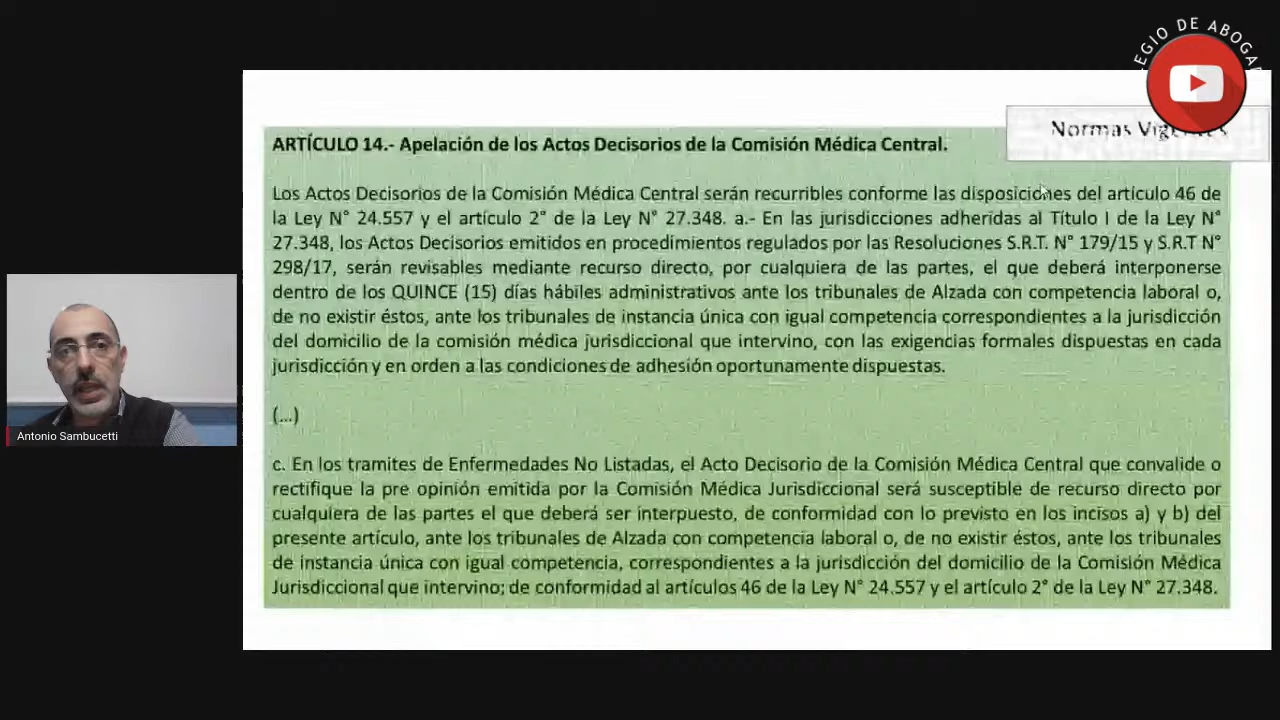 EGIO DE ABOGA
Normas Vigentes
ARTÍCULO 14.- Apelación de los Actos Decisorios de la Comisión Médica Central.
Los Actos Decisorios de la Comisión Médica Central serán recurribles conforme las disposiciones del artículo 46 de
la Ley N° 24.557 y el artículo 2° de la Ley N° 27.348. a.- En las jurisdicciones adheridas al Título I de la Ley N°
27.348, los Actos Decisorios emitidos en procedimientos regulados por las Resoluciones S.R.T. N° 179/15 y S.R.T N°
298/17, serán revisables mediante recurso directo, por cualquiera de las partes, el que deberá interponerse
dentro de los QUINCE (15) días hábiles administrativos ante los tribunales de Alzada con competencia laboral o,
de no existir éstos, ante los tribunales de instancia única con igual competencia correspondientes a la jurisdicción
del domicilio de la comisión médica jurisdiccional que intervino, con las exigencias formales dispuestas en cada
jurisdicción y en orden a las condiciones de adhesión oportunamente dispuestas.
(...)
c. En los tramites de Enfermedades No Listadas, el Acto Decisorio de la Comisión Médica Central que convalide o
rectifique la pre opinión emitida por la Comisión Médica Jurisdiccional será susceptible de recurso directo por
cualquiera de las partes el que deberá ser interpuesto, de conformidad con lo previsto en los incisos a) y b) del
presente artículo, ante los tribunales de Alzada con competencia laboral o, de no existir éstos, ante los tribunales
de instancia única con igual competencia, correspondientes a la jurisdicción del domicilio de la Comisión Médica
Jurisdiccional que intervino; de conformidad al artículos 46 de la Ley N° 24.557 y el artículo 2° de la Ley N° 27.348.
Antonio Sambucetti